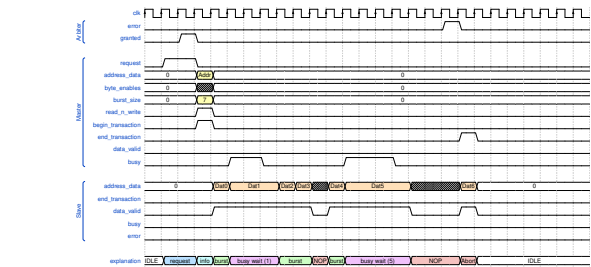 clk
Arbiter
error
granted
Master
request
address_data 0 Addr 0
byte_enables 0 0
burst_size 0 7 0
read_n_write
begin_transaction
end_transaction
data_valid
busy
Slave
address_data 0 Dat0 Dat1 Dat2 Dat3 Dat4 Dat5 Dat6 0
end_transaction
data_valid
busy
error
explanation IDLE request info burst busy wait (1) burst NOP burst busy wait (5) NOP Abort IDLE